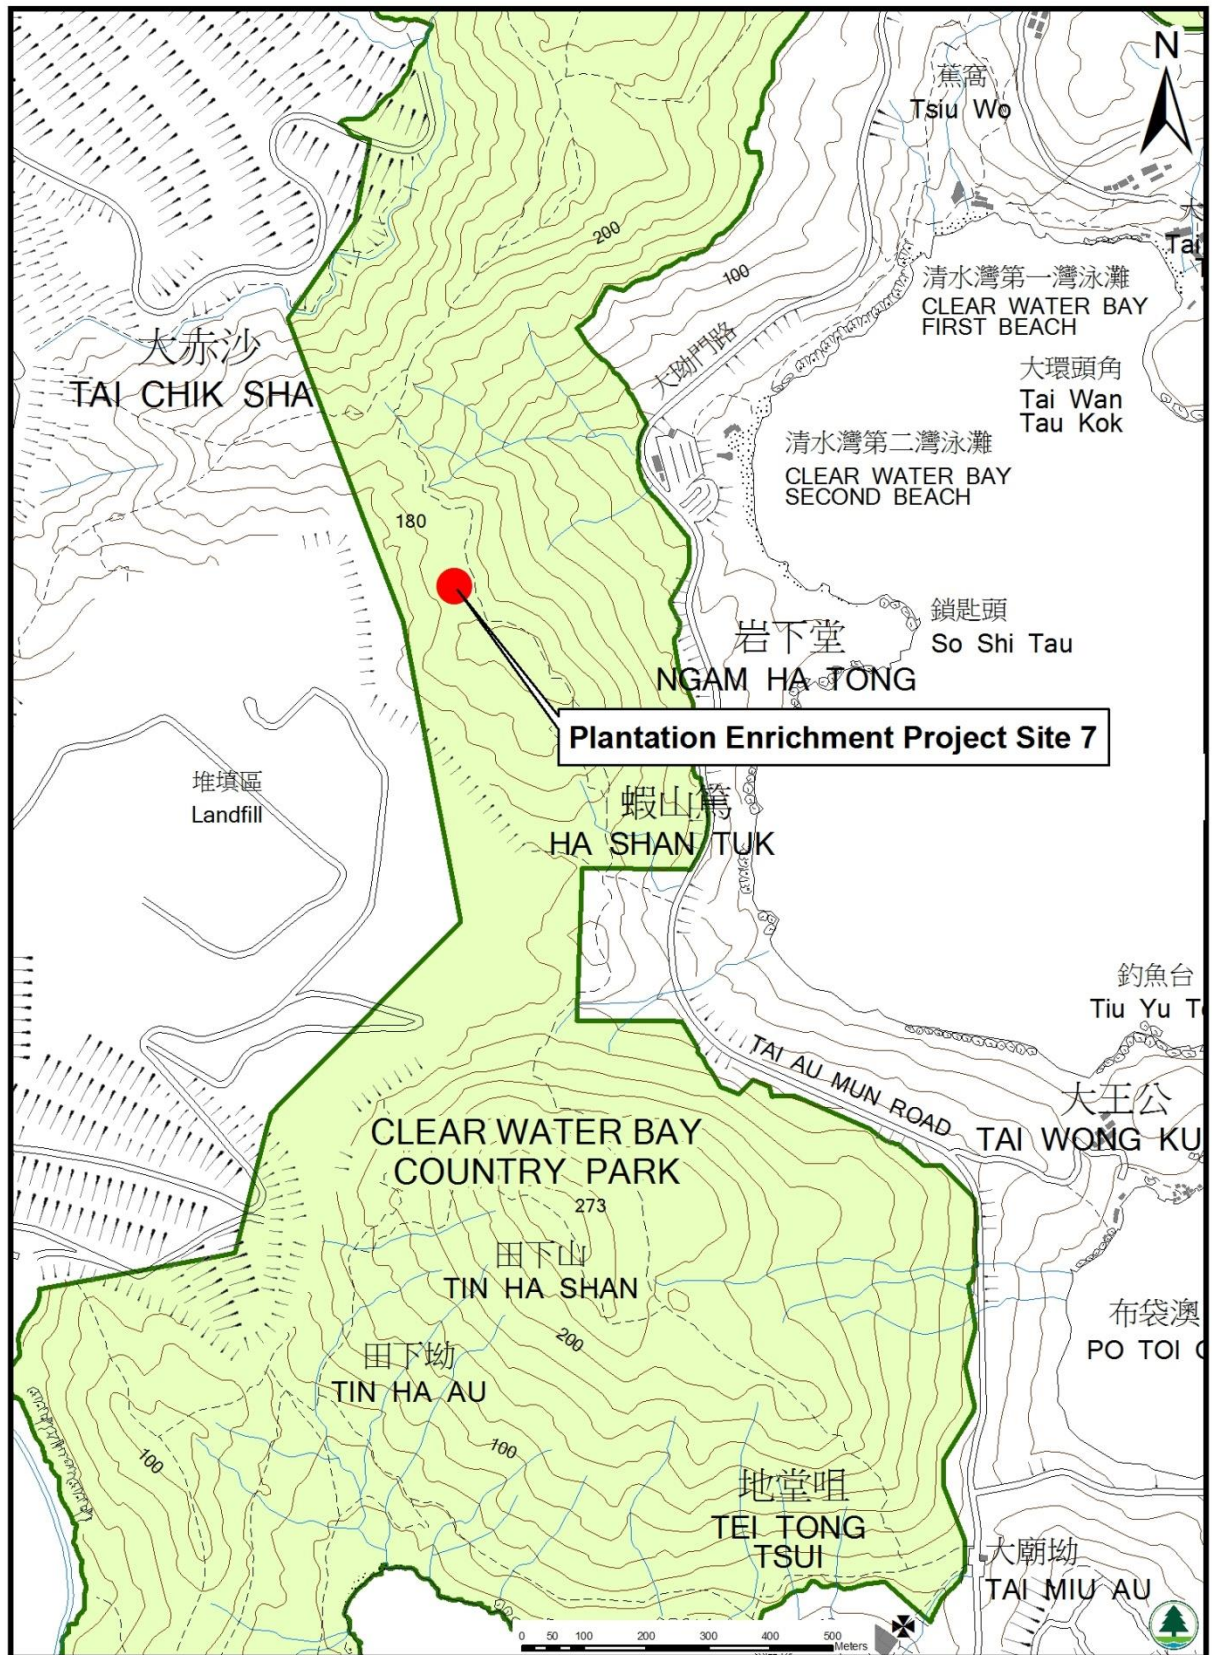 N
蕉窩
Tsiu Wo
200
100
大
Tai
清水灣第一灣泳灘
CLEAR WATER BAY
FIRST BEACH
大坳門路
大赤沙
TAI CHIK SHA
大環頭角
Tai Wan
Tau Kok
清水灣第二灣泳灘
CLEAR WATER BAY
SECOND BEACH
180
鎖匙頭
So Shi Tau
岩下堂
NGAM HA TONG
Plantation Enrichment Project Site 7
堆填區
Landfill
蝦山篤
HA SHAN TUK
釣魚台
Tiu Yu T
TAI AU MUN ROAD
大王公
TAI WONG KU
CLEAR WATER BAY
COUNTRY PARK
273
田下山
TIN HA SHAN
布袋澳
PO TOI
200
田下坳
TIN HA AU
100
100
地堂咀
TEI TONG
TSUI
大廟坳
TAI MIU AU
0 50 100 200 300 400 500
Meters